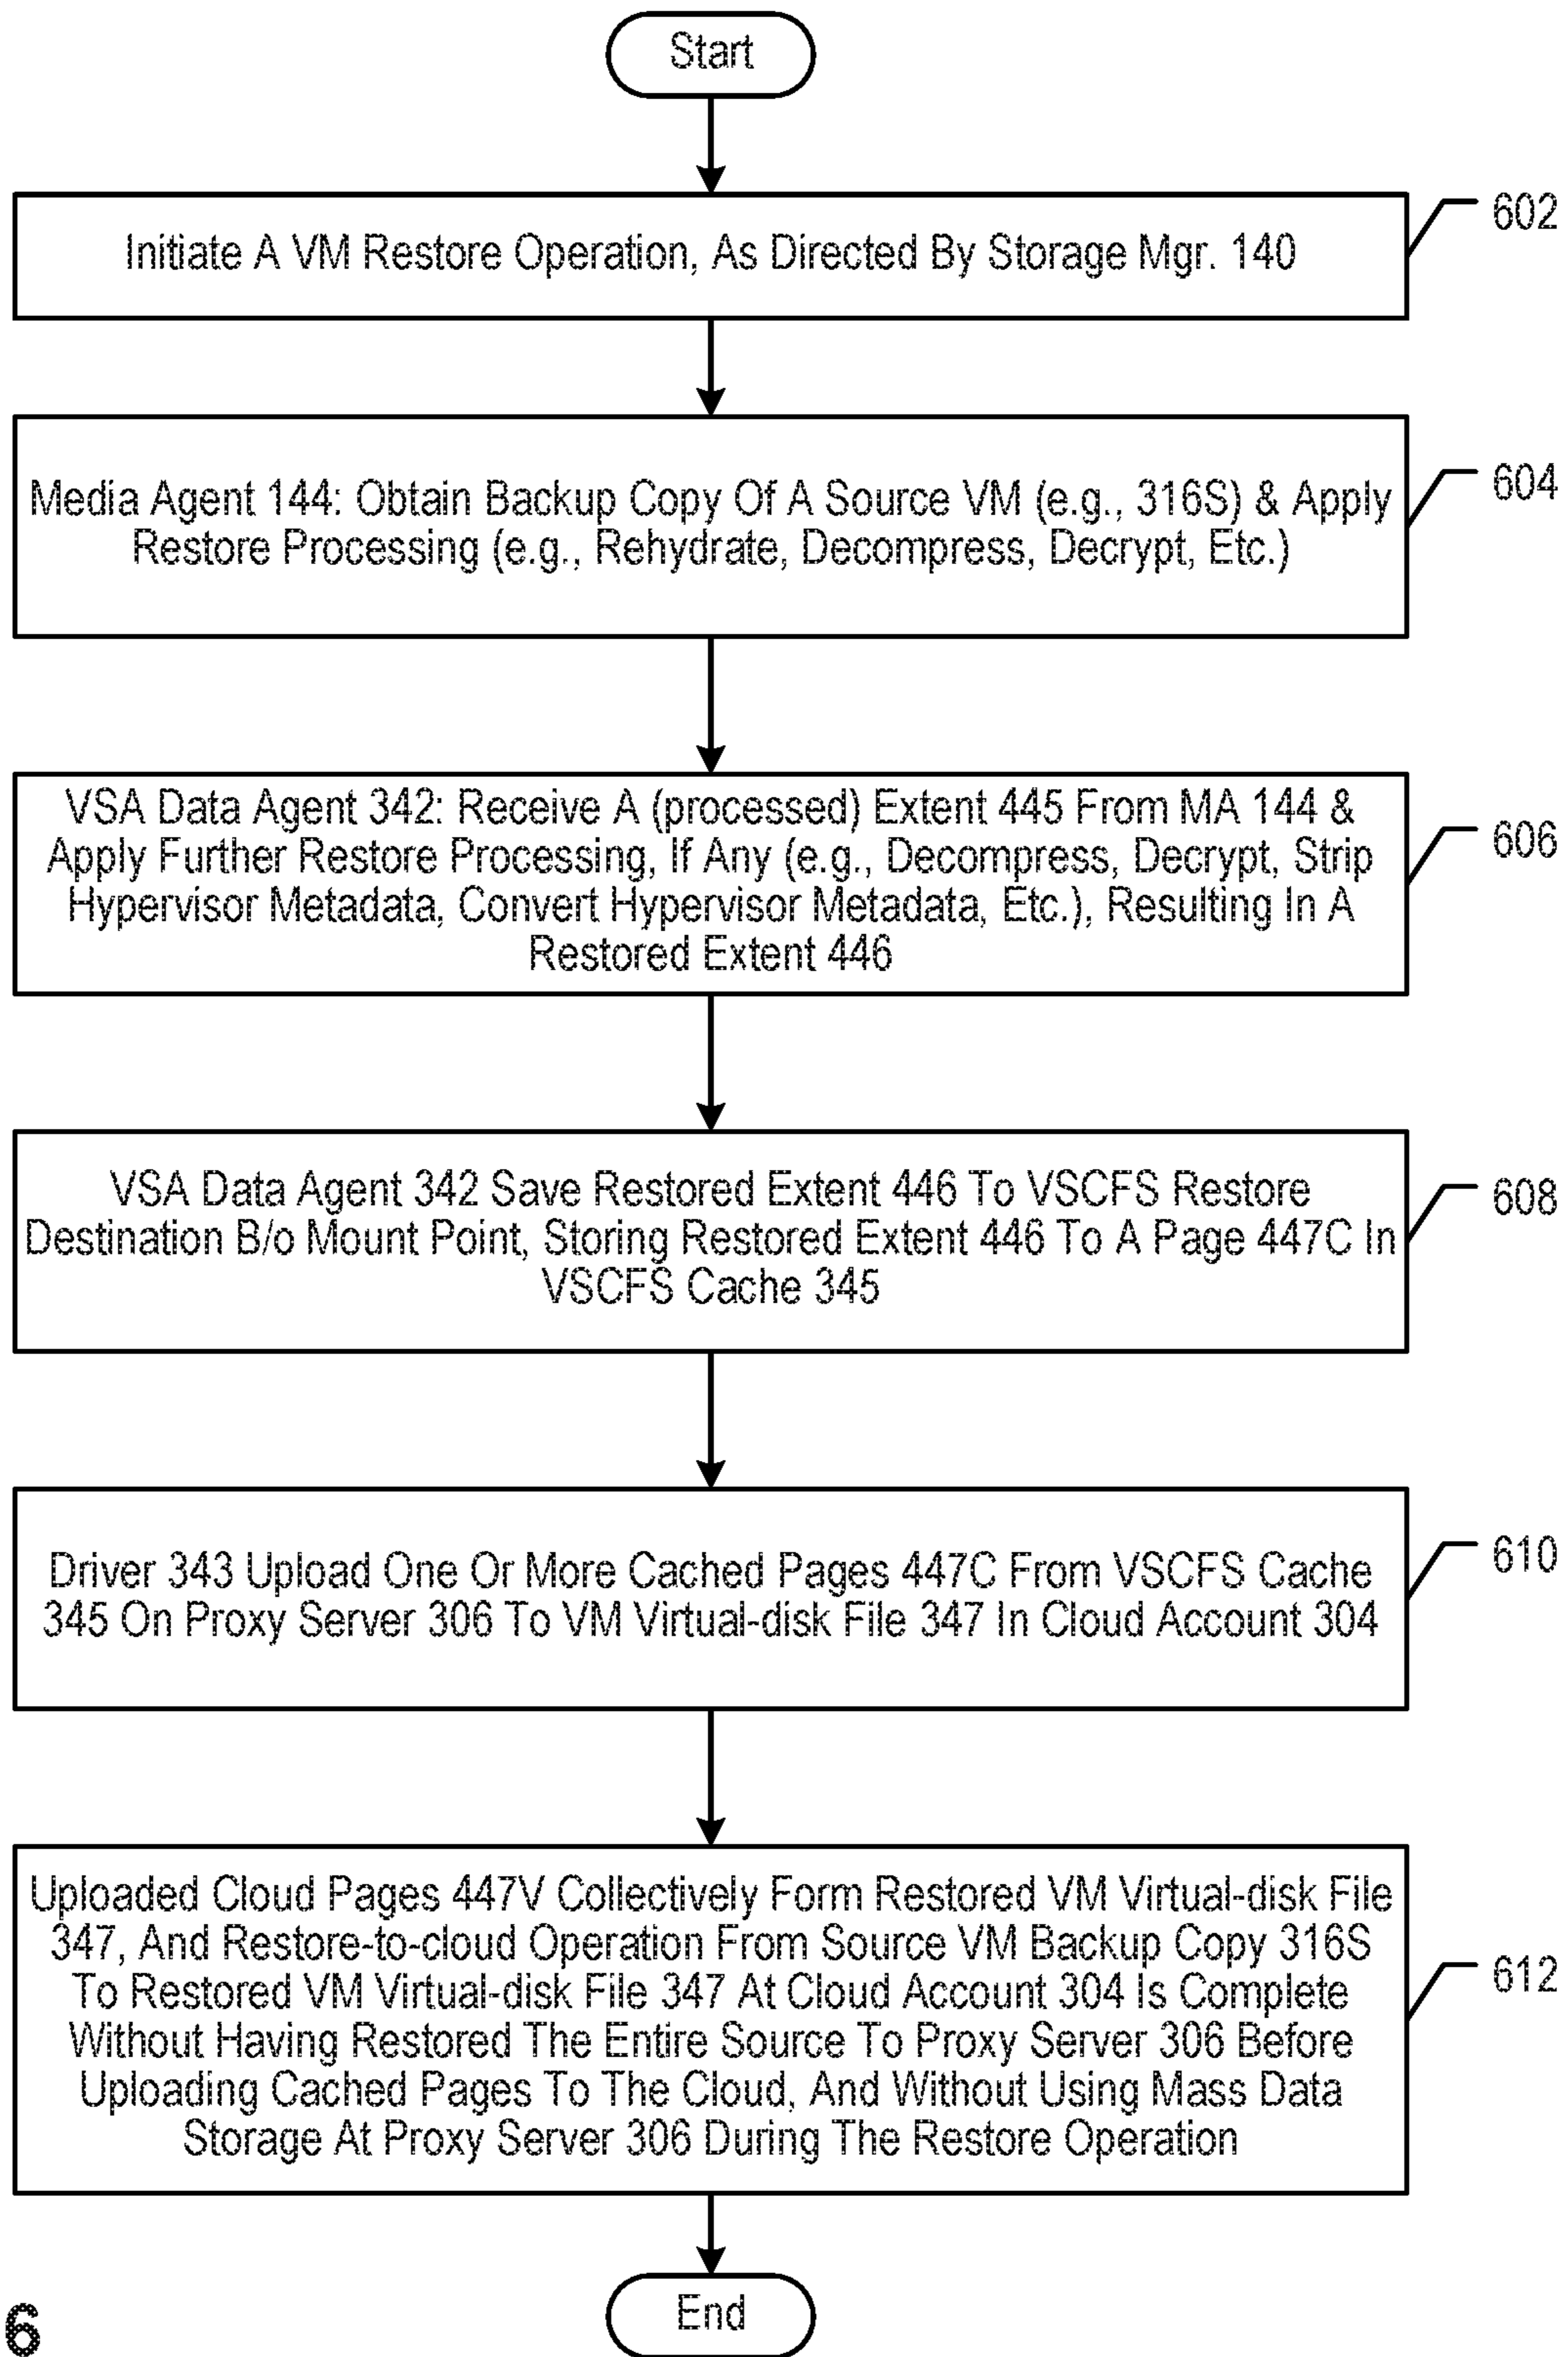 Start
Initiate A VM Restore Operation, As Directed By Storage Mgr. 140
602
Media Agent 144: Obtain Backup Copy Of A Source VM (e.g., 316S) & Apply
Restore Processing (e.g., Rehydrate, Decompress, Decrypt, Etc.)
604
VSA Data Agent 342: Receive A (processed) Extent 445 From MA 144 &
Apply Further Restore Processing, If Any (e.g., Decompress, Decrypt, Strip
Hypervisor Metadata, Convert Hypervisor Metadata, Etc.), Resulting In A
Restored Extent 446
606
VSA Data Agent 342 Save Restored Extent 446 To VSCFS Restore
Destination B/o Mount Point, Storing Restored Extent 446 To A Page 447C In
VSCFS Cache 345
608
Driver 343 Upload One Or More Cached Pages 447C From VSCFS Cache
345 On Proxy Server 306 To VM Virtual-disk File 347 In Cloud Account 304
610
Uploaded Cloud Pages 447V Collectively Form Restored VM Virtual-disk File
347, And Restore-to-cloud Operation From Source VM Backup Copy 316S
To Restored VM Virtual-disk File 347 At Cloud Account 304 Is Complete
Without Having Restored The Entire Source To Proxy Server 306 Before
Uploading Cached Pages To The Cloud, And Without Using Mass Data
Storage At Proxy Server 306 During The Restore Operation
612
End
6